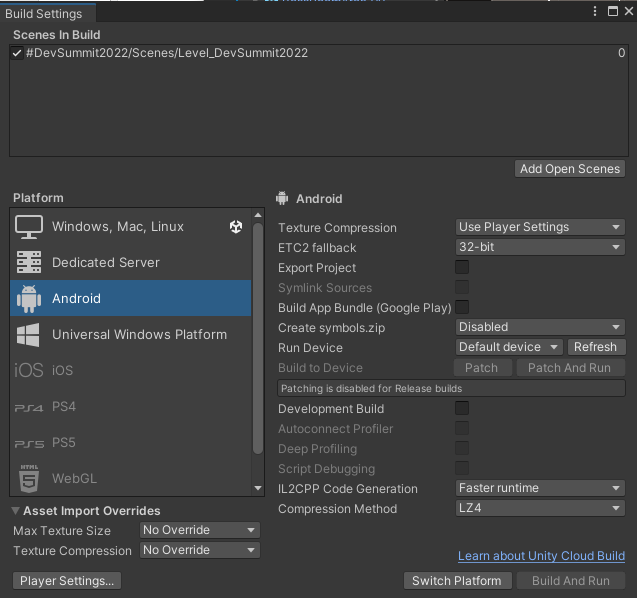 Build Settings
Scenes In Build
#DevSummit2022/Scenes/Level_DevSummit2022 0
Add Open Scenes
Platform
Windows, Mac, Linux
Dedicated Server
Android
Universal Windows Platform
iOS iOS
PS4 PS4
PS5 PS5
HTML WebGL
Asset Import Overrides
Max Texture Size No Override
Texture Compression No Override
Player Settings...
Android
Texture Compression Use Player Settings
ETC2 fallback 32-bit
Export Project
Symlink Sources
Build App Bundle (Google Play)
Create symbols.zip Disabled
Run Device Default device Refresh
Build to Device Patch Patch And Run
Patching is disabled for Release builds
Development Build
Autoconnect Profiler
Deep Profiling
Script Debugging
IL2CPP Code Generation Faster runtime
Compression Method LZ4
Learn about Unity Cloud Build
Switch Platform Build And Run